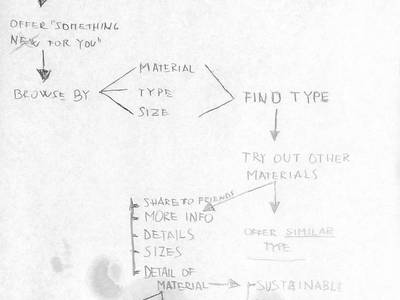 OFFER "SOMETHING
NEW FOR YOU"
BROWSE BY
MATERIAL
TYPE
SIZE
FIND TYPE
TRY OUT OTHER
MATERIALS
SHARE TO FRIENDS
MORE INFO
DETAILS
SIZES
DETAIL OF
MATERIAL
OFFER SIMILAR
TYPE
SUSTAINABLE